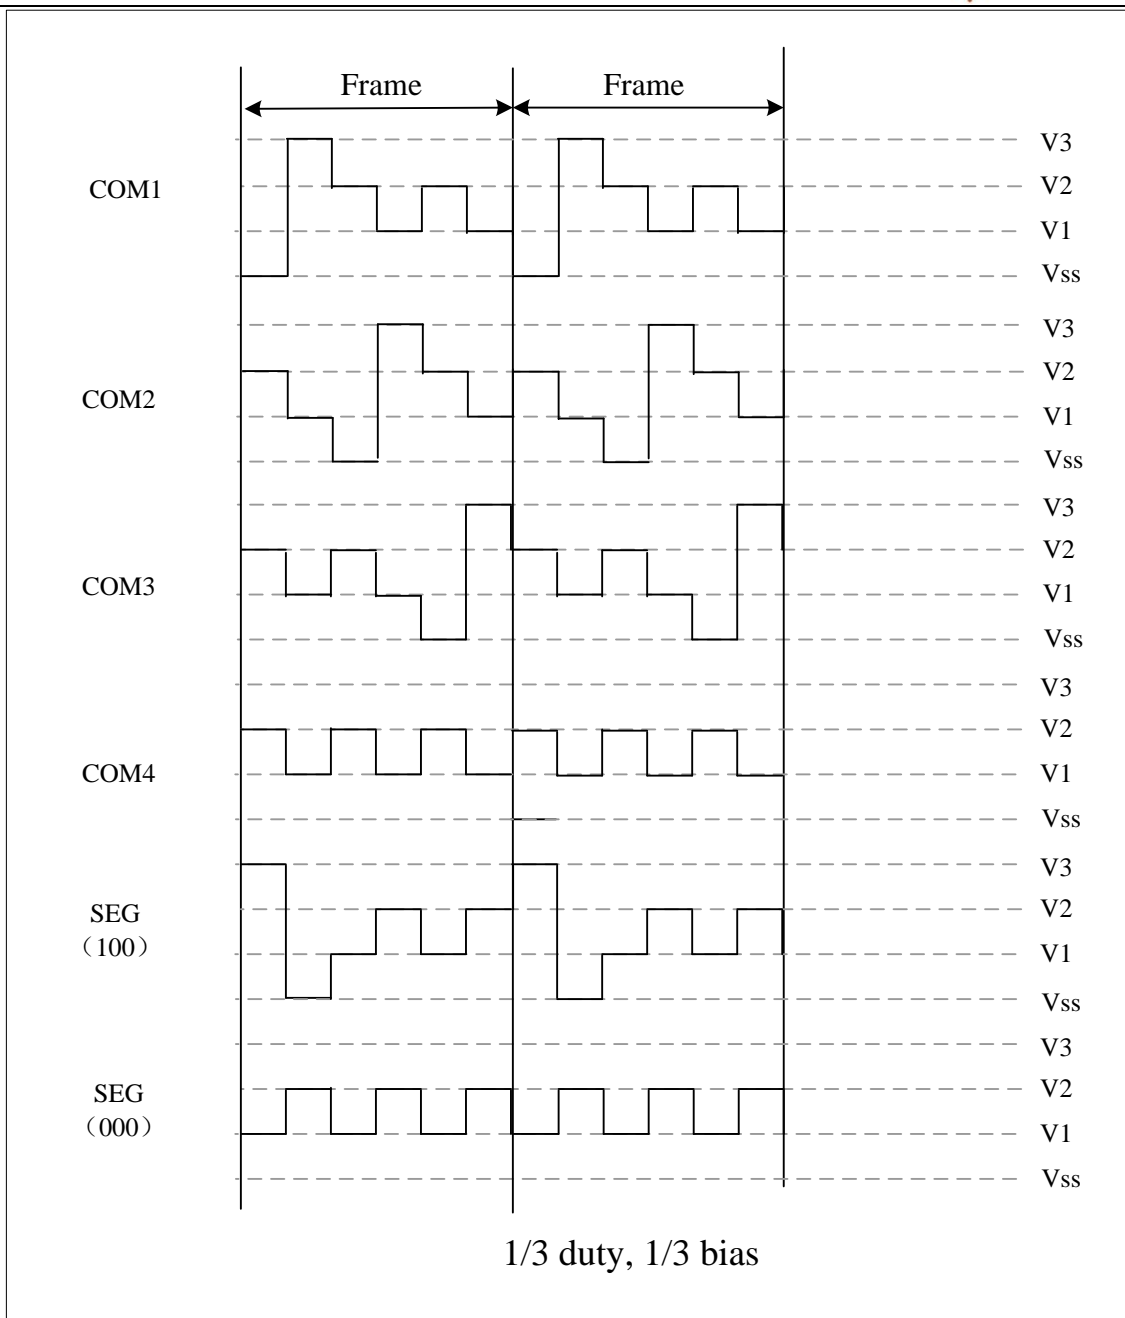 Frame Frame
V3
COM1
V2
V1
Vss
V3
V2
COM2
V1
Vss
V3
V2
COM3
V1
Vss
V3
V2
COM4
V1
Vss
V3
SEG
（100）
V2
V1
Vss
V3
SEG
（000）
V2
V1
Vss
1/3 duty, 1/3 bias